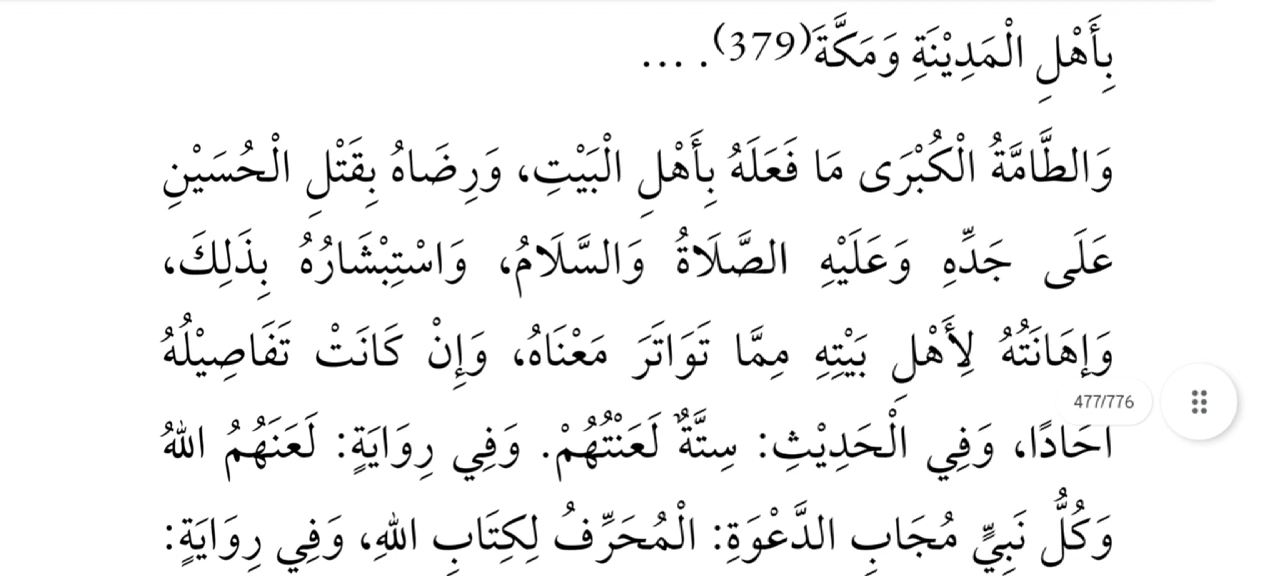 بِأَهْلِ الْمَدِيْنَةِ وَمَكَّةَ(379). ...
وَالطَّامَّةُ الْكُبْرَى مَا فَعَلَهُ بِأَهْلِ الْبَيْتِ، وَرِضَاهُ بِقَتْلِ الْحُسَيْنِ
عَلَى جَدِّهِ وَعَلَيْهِ الصَّلَاةُ وَالسَّلَامُ، وَاسْتِبْشَارُهُ بِذَلِكَ،
وَإِهَانَتُهُ لِأَهْلِ بَيْتِهِ مِمَّا تَوَاتَرَ مَعْنَاهُ، وَإِنْ كَانَتْ تَفَاصِيْلُهُ
477/776
احَادًا، وَفِي الْحَدِيْثِ: سِتَّةٌ لَعَنْتُهُمْ. وَفِي رِوَايَةٍ: لَعَنَهُمُ اللهُ
وَكُلُّ نَبِيٍّ مُجَابِ الدَّعْوَةِ: الْمُحَرِّفُ لِكِتَابِ اللهِ، وَفِي رِوَايَةٍ: